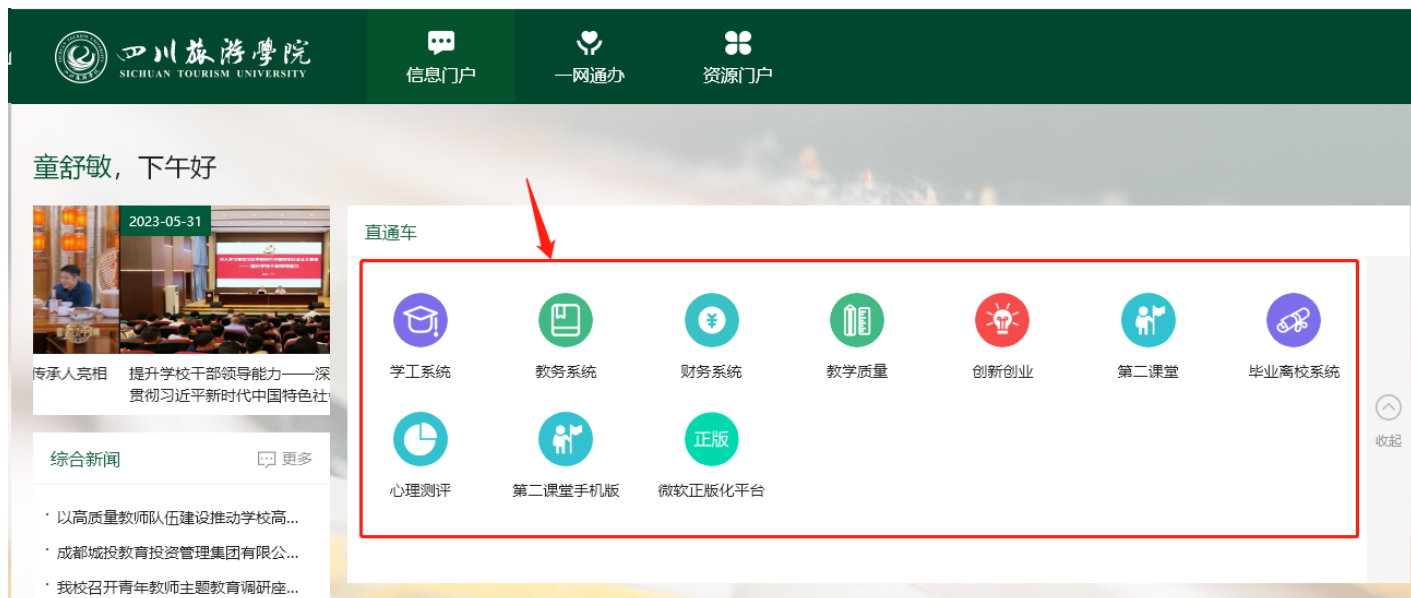 四川旅游學院
SICHUAN TOURISM UNIVERSITY
信息门户
一网通办
资源门户
童舒敏，下午好
2023-05-31
直通车
学工系统
教务系统
财务系统
教学质量
创新创业
第二课堂
毕业离校系统
传承人亮相
提升学校干部领导能力——深
贯彻习近平新时代中国特色社
收起
心理测评
第二课堂手机版
正版
微软正版化平台
综合新闻
更多
· 以高质量教师队伍建设推动学校高...
· 成都城投教育投资管理集团有限公...
· 我校召开青年教师主题教育调研座...